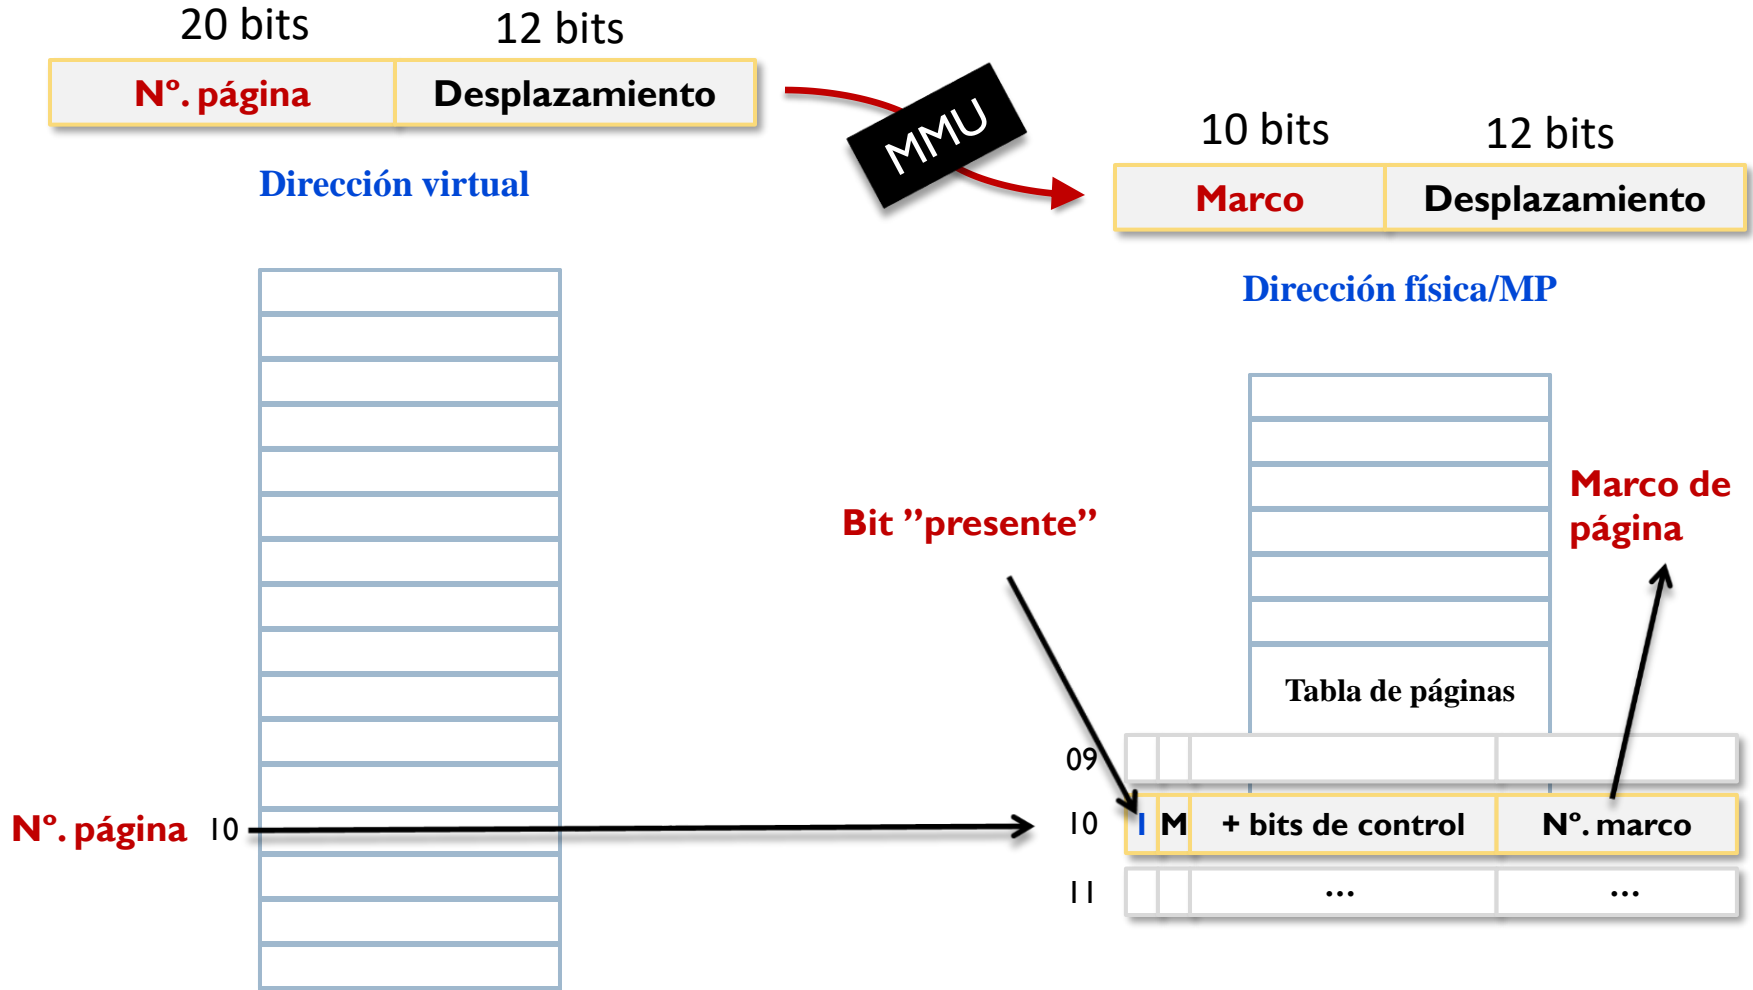 20 bits
12 bits
Nº. página
Desplazamiento
Dirección virtual
MMU
10 bits
12 bits
Marco
Desplazamiento
Dirección física/MP
Bit ”presente”
Marco de
página
Tabla de páginas
09
Nº. página 10
10
1
M
+ bits de control
Nº. marco
11
...
...